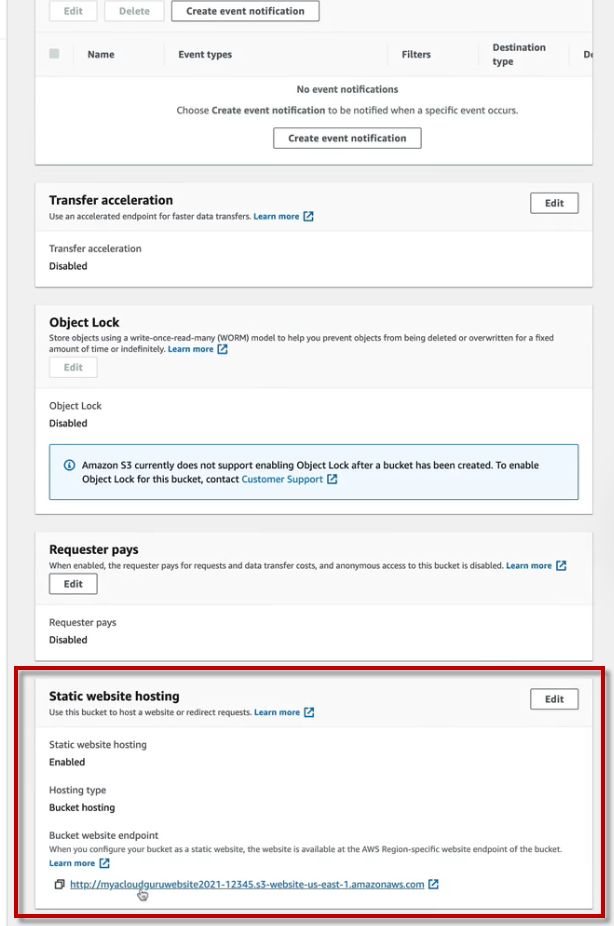 Edit Delete Create event notification
Name Event types Filters Destination type
No event notifications
Choose Create event notification to be notified when a specific event occurs.
Create event notification
Transfer acceleration
Edit
Use an accelerated endpoint for faster data transfers. Learn more
Transfer acceleration
Disabled
Object Lock
Store objects using a write-once-read-many (WORM) model to help you prevent objects from being deleted or overwritten for a fixed
amount of time or indefinitely. Learn more
Edit
Object Lock
Disabled
Amazon S3 currently does not support enabling Object Lock after a bucket has been created. To enable
Object Lock for this bucket, contact Customer Support
Requester pays
When enabled, the requester pays for requests and data transfer costs, and anonymous access to this bucket is disabled. Learn more
Edit
Requester pays
Disabled
Static website hosting
Edit
Use this bucket to host a website or redirect requests. Learn more
Static website hosting
Enabled
Hosting type
Bucket hosting
Bucket website endpoint
When you configure your bucket as a static website, the website is available at the AWS Region-specific website endpoint of the bucket.
Learn more
http://myacloudguruwebsite2021-12345.s3-website-us-east-1.amazonaws.com